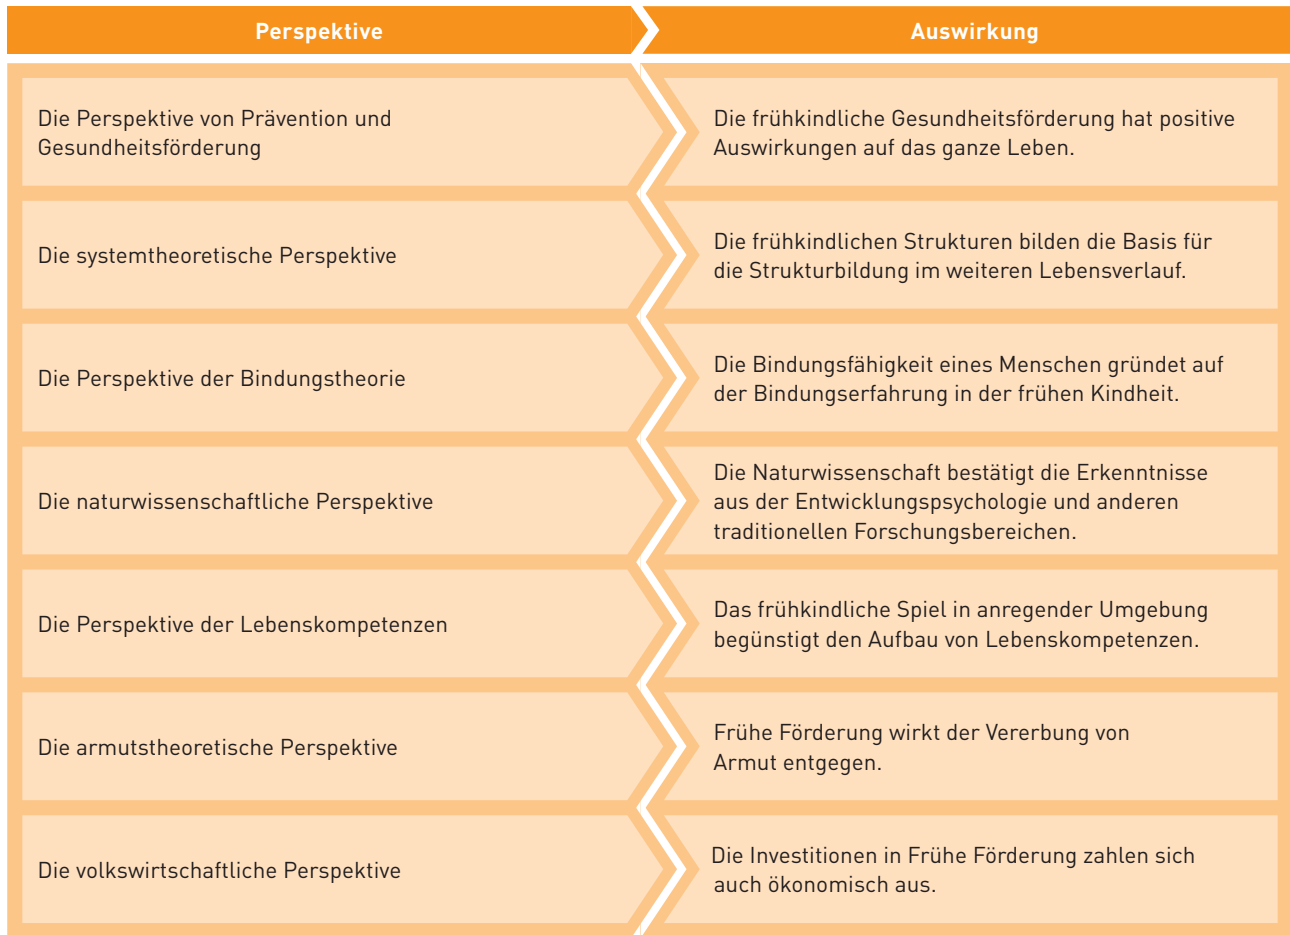 Perspektive
Auswirkung
Die Perspektive von Prävention und
Gesundheitsförderung
Die frühkindliche Gesundheitsförderung hat positive
Auswirkungen auf das ganze Leben.
Die systemtheoretische Perspektive
Die frühkindlichen Strukturen bilden die Basis für
die Strukturbildung im weiteren Lebensverlauf.
Die Perspektive der Bindungstheorie
Die Bindungsfähigkeit eines Menschen gründet auf
der Bindungserfahrung in der frühen Kindheit.
Die naturwissenschaftliche Perspektive
Die Naturwissenschaft bestätigt die Erkenntnisse
aus der Entwicklungspsychologie und anderen
traditionellen Forschungsbereichen.
Die Perspektive der Lebenskompetenzen
Das frühkindliche Spiel in anregender Umgebung
begünstigt den Aufbau von Lebenskompetenzen.
Die armutstheoretische Perspektive
Frühe Förderung wirkt der Vererbung von
Armut entgegen.
Die volkswirtschaftliche Perspektive
Die Investitionen in Frühe Förderung zahlen sich
auch ökonomisch aus.